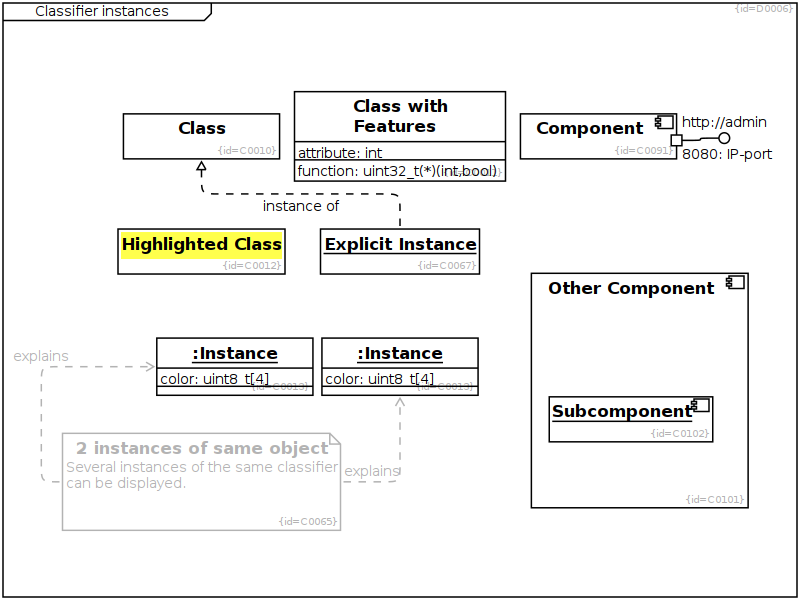 Classifier instances
{id=D0006}
Class
{id=C0010}
Class with
Features
attribute: int
function: uint32_t(*)(int,bool)
Component
{id=C0091}
http://admin
8080: IP-port
instance of
Highlighted Class
{id=C0012}
Explicit Instance
{id=C0067}
Other Component
:Instance
color: uint8_t[4]
{id=C0013}
:Instance
color: uint8_t[4]
{id=C0013}
explains
Subcomponent
{id=C0102}
2 instances of same object
Several instances of the same classifier
can be displayed.
{id=C0065}
explains
{id=C0101}